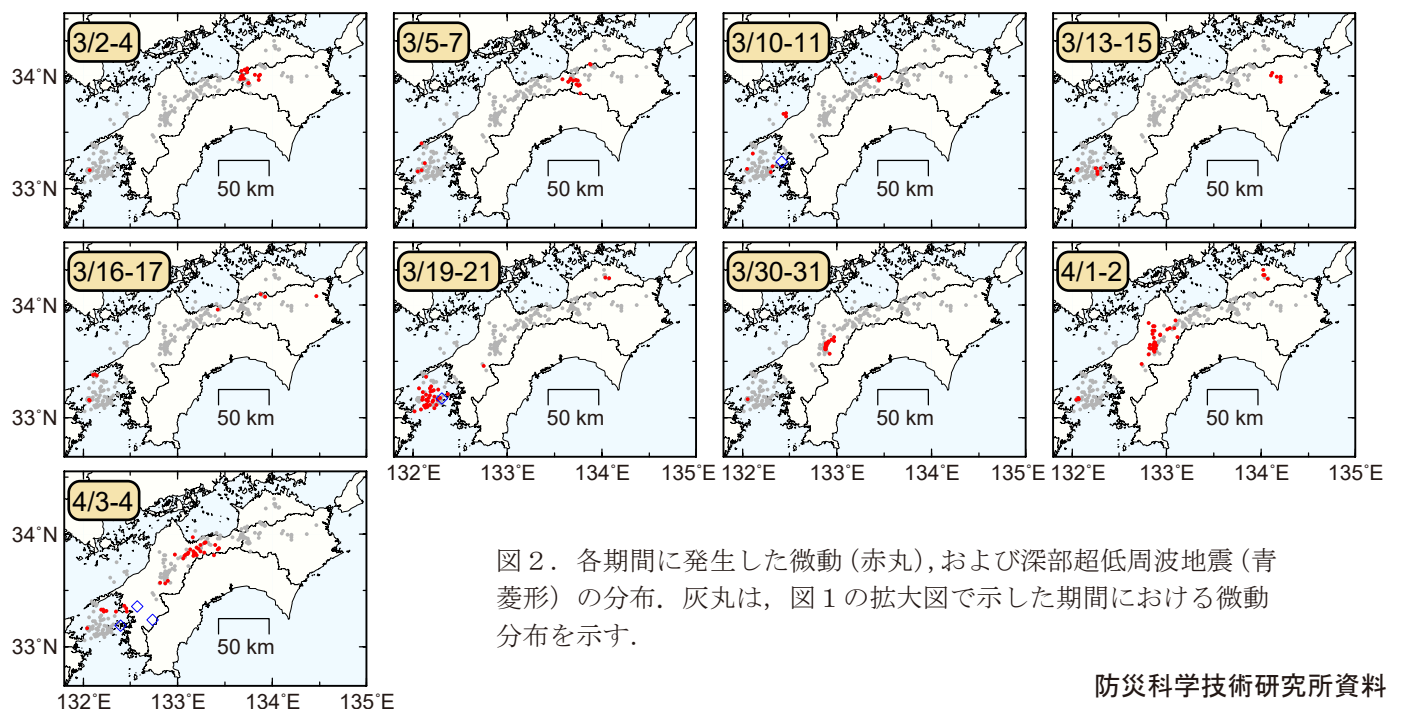 3/2-4
3/5-7
3/10-11
3/13-15
34˚N
33˚N
50 km
50 km
50 km
50 km
3/16-17
3/19-21
3/30-31
4/1-2
34˚N
33˚N
50 km
50 km
50 km
50 km
132˚E 133˚E 134˚E 135˚E
132˚E 133˚E 134˚E 135˚E
132˚E 133˚E 134˚E 135˚E
4/3-4
34˚N
33˚N
50 km
132˚E 133˚E 134˚E 135˚E
図2．各期間に発生した微動(赤丸),および深部超低周波地震(青
菱形）の分布．灰丸は，図1の拡大図で示した期間における微動
分布を示す．
防災科学技術研究所資料